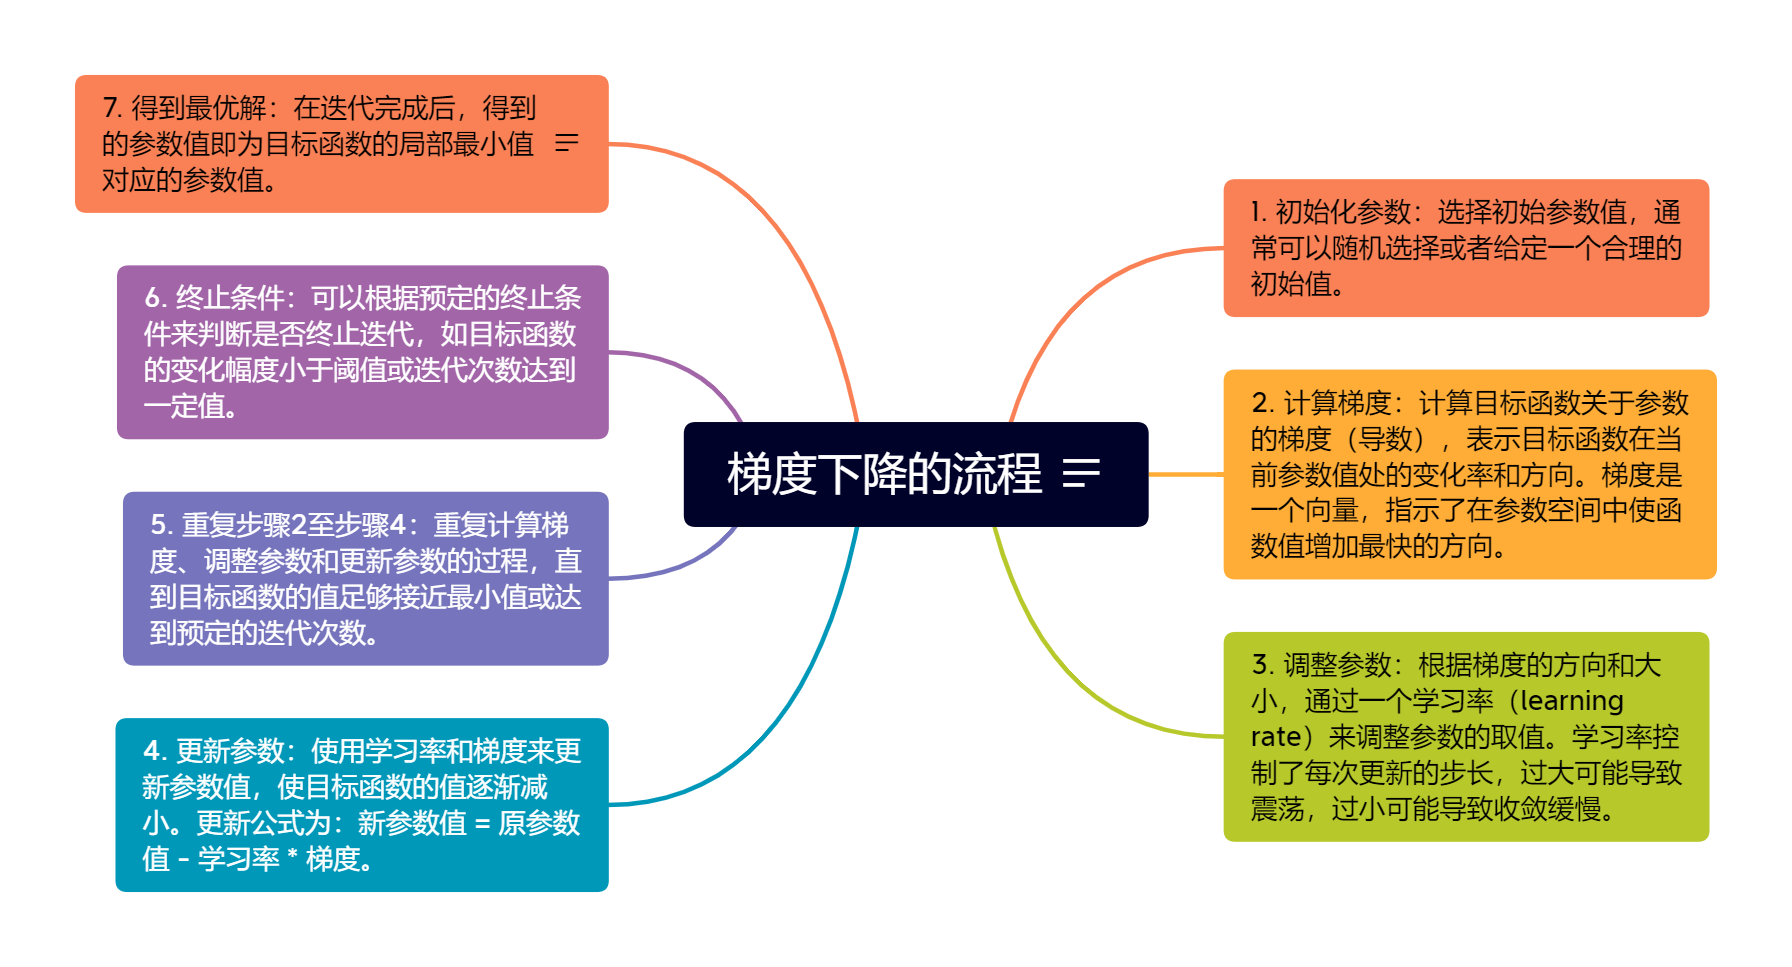 梯度下降的流程
1. 初始化参数：选择初始参数值，通
常可以随机选择或者给定一个合理的
初始值。
2. 计算梯度：计算目标函数关于参数
的梯度（导数），表示目标函数在当
前参数值处的变化率和方向。梯度是
一个向量，指示了在参数空间中使函
数值增加最快的方向。
3. 调整参数：根据梯度的方向和大
小，通过一个学习率（learning
rate）来调整参数的取值。学习率控
制了每次更新的步长，过大可能导致
震荡，过小可能导致收敛缓慢。
4. 更新参数：使用学习率和梯度来更
新参数值，使目标函数的值逐渐减
小。更新公式为：新参数值 = 原参数
值 - 学习率 * 梯度。
5. 重复步骤2至步骤4：重复计算梯
度、调整参数和更新参数的过程，直
到目标函数的值足够接近最小值或达
到预定的迭代次数。
6. 终止条件：可以根据预定的终止条
件来判断是否终止迭代，如目标函数
的变化幅度小于阈值或迭代次数达到
一定值。
7. 得到最优解：在迭代完成后，得到
的参数值即为目标函数的局部最小值
对应的参数值。